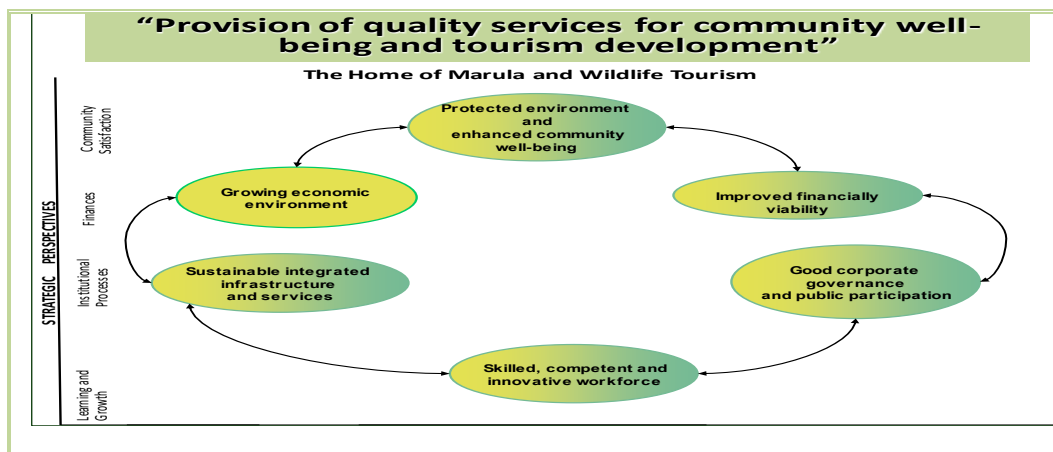 “Provision of quality services for community well-
being and tourism development”
The Home of Marula and Wildlife Tourism
STRATEGIC PERSPECTIVES
Community
Satisfaction
Protected environment
and
enhanced community
well-being
Finances
Growing economic
environment
Improved financially
viability
Institutional
Processes
Sustainable integrated
infrastructure
and services
Good corporate
governance
and public participation
Learning and
Growth
Skilled, competent and
innovative workforce